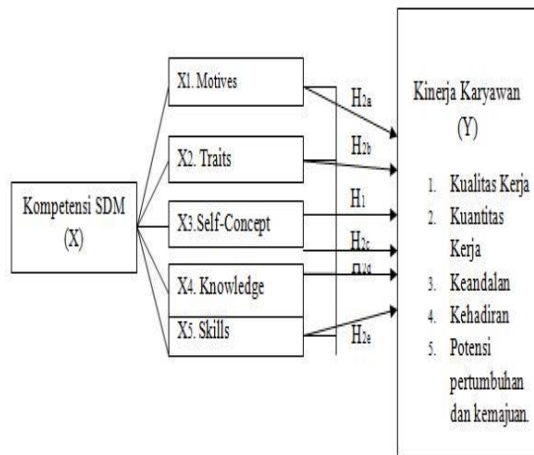 Kompetensi SDM
(X)
X1. Motives
X2. Traits
X3.Self-Concept
X4. Knowledge
X5. Skills
H2a
H2b
H1
H2c
H2d
H2e
Kinerja Karyawan
(Y)
1. Kualitas Kerja
2. Kuantitas
Kerja
3. Keandalan
4. Kehadiran
5. Potensi
pertumbuhan
dan kemajuan.